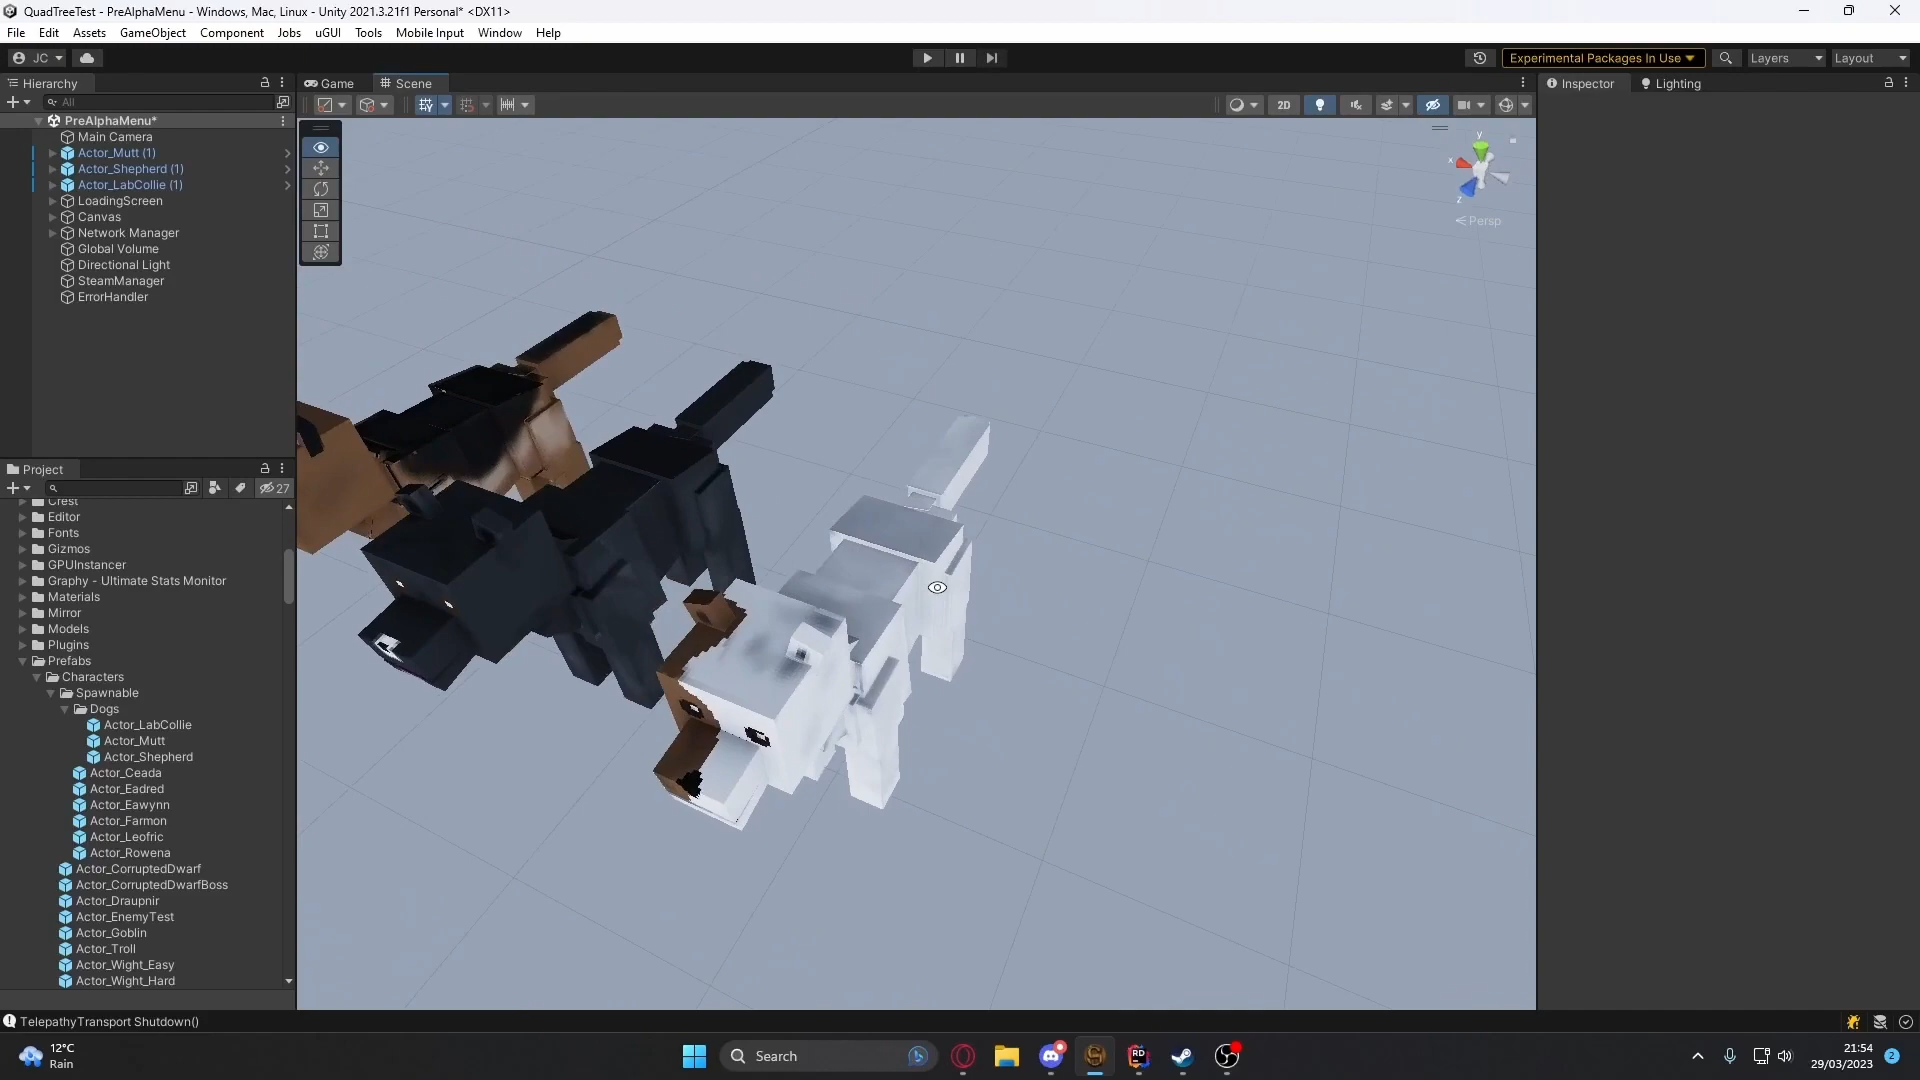 QuadTreeTest - PreAlphaMenu - Windows, Mac, Linux - Unity 2021.3.21f1 Personal* <DX11>
File Edit Assets GameObject Component Jobs uGUI Tools Mobile Input Window Help
JC Experimental Packages In Use Layers Layout
Hierarchy Game Scene Inspector Lighting
All 2D
PreAlphaMenu*
Main Camera
Actor_Mutt (1)
Actor_Shepherd (1)
Actor_LabCollie (1)
LoadingScreen
Canvas
Network Manager
Global Volume
Directional Light
SteamManager
ErrorHandler
y
x
z
Persp
Project
27
Crest
Editor
Fonts
Gizmos
GPUInstancer
Graphy - Ultimate Stats Monitor
Materials
Mirror
Models
Plugins
Prefabs
Characters
Spawnable
Dogs
Actor_LabCollie
Actor_Mutt
Actor_Shepherd
Actor_Ceada
Actor_Eadred
Actor_Eawynn
Actor_Farmon
Actor_Leofric
Actor_Rowena
Actor_CorruptedDwarf
Actor_CorruptedDwarfBoss
Actor_Draupnir
Actor_EnemyTest
Actor_Goblin
Actor_Troll
Actor_Wight_Easy
Actor_Wight_Hard
TelepathyTransport Shutdown()
12°C
Rain
Search
RD
21:54
29/03/2023
2